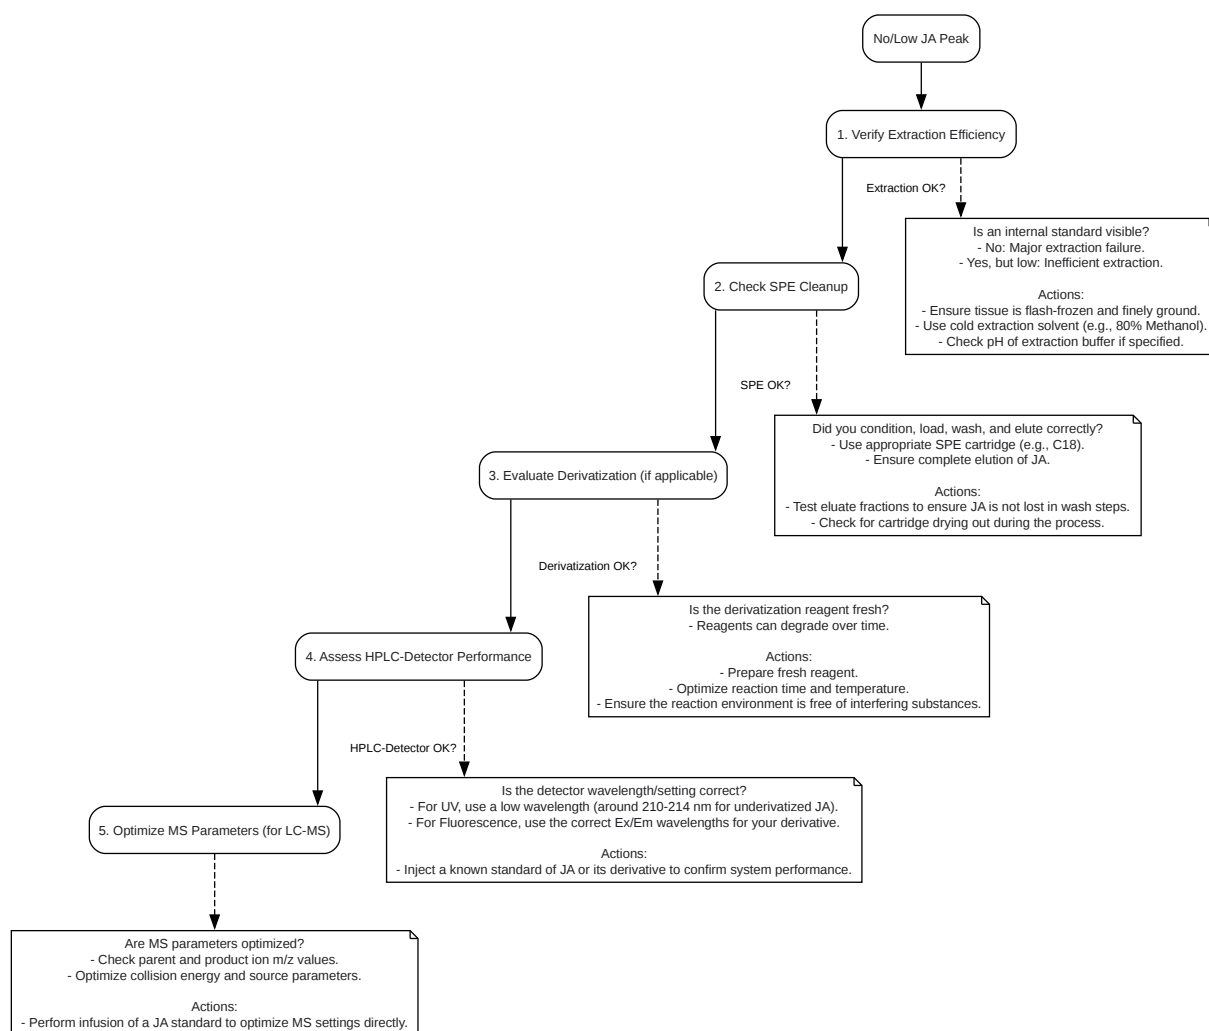 No/Low JA Peak
1. Verify Extraction Efficiency
Extraction OK?
Is an internal standard visible?
- No: Major extraction failure.
- Yes, but low: Inefficient extraction.
Actions:
- Ensure tissue is flash-frozen and finely ground.
- Use cold extraction solvent (e.g., 80% Methanol).
- Check pH of extraction buffer if specified.
2. Check SPE Cleanup
SPE OK?
Did you condition, load, wash, and elute correctly?
- Use appropriate SPE cartridge (e.g., C18).
- Ensure complete elution of JA.
Actions:
- Test eluate fractions to ensure JA is not lost in wash steps.
- Check for cartridge drying out during the process.
3. Evaluate Derivatization (if applicable)
Derivatization OK?
Is the derivatization reagent fresh?
- Reagents can degrade over time.
Actions:
- Prepare fresh reagent.
- Optimize reaction time and temperature.
- Ensure the reaction environment is free of interfering substances.
4. Assess HPLC-Detector Performance
HPLC-Detector OK?
Is the detector wavelength/setting correct?
- For UV, use a low wavelength (around 210-214 nm for underivatized JA).
- For Fluorescence, use the correct Ex/Em wavelengths for your derivative.
Actions:
- Inject a known standard of JA or its derivative to confirm system performance.
5. Optimize MS Parameters (for LC-MS)
Are MS parameters optimized?
- Check parent and product ion m/z values.
- Optimize collision energy and source parameters.
Actions:
- Perform infusion of a JA standard to optimize MS settings directly.